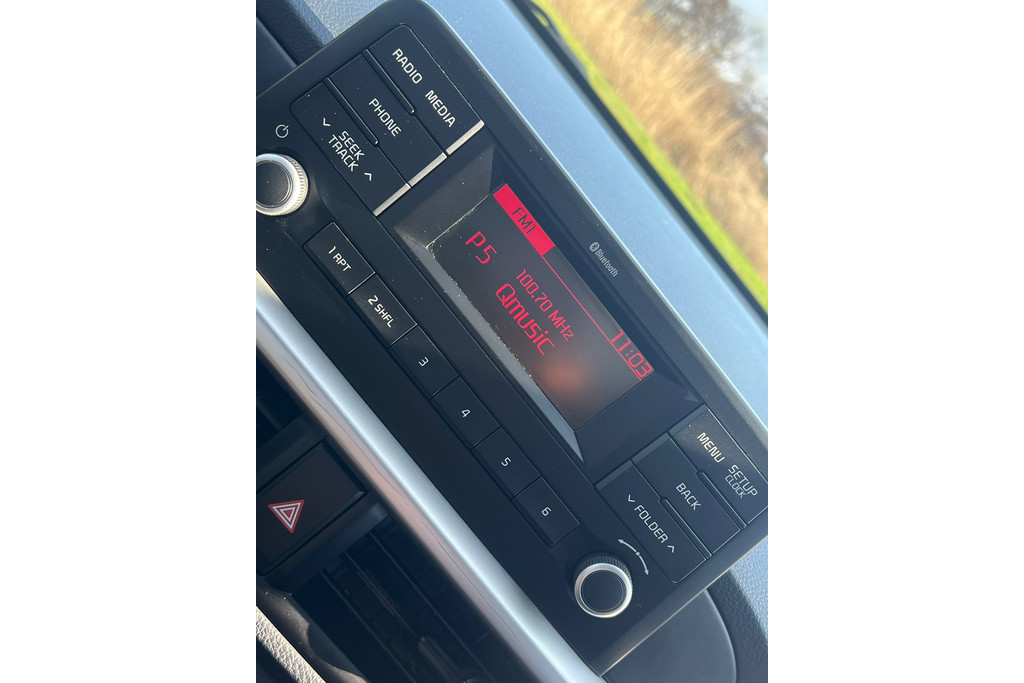 RADIO
MEDIA
PHONE
SEEK
TRACK
Bluetooth
FM1
11:03
P5
100.70 MHz
Qmusic
1 RPT
2 SHFL
3
4
5
6
MENU
SETUP
CLOCK
BACK
FOLDER